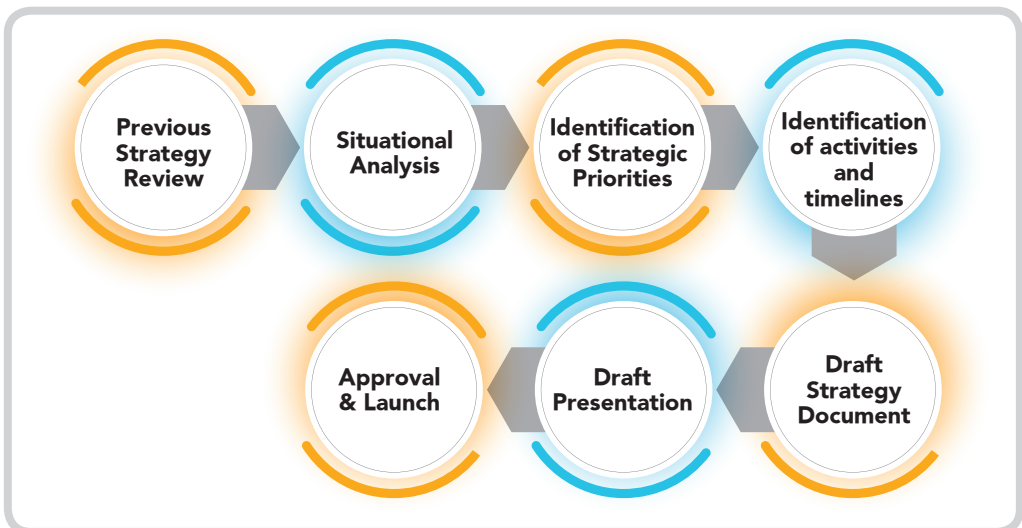 Previous
Strategy
Review
Situational
Analysis
Identification
of Strategic
Priorities
Identification
of activities
and
timelines
Draft
Strategy
Document
Draft
Presentation
Approval
& Launch